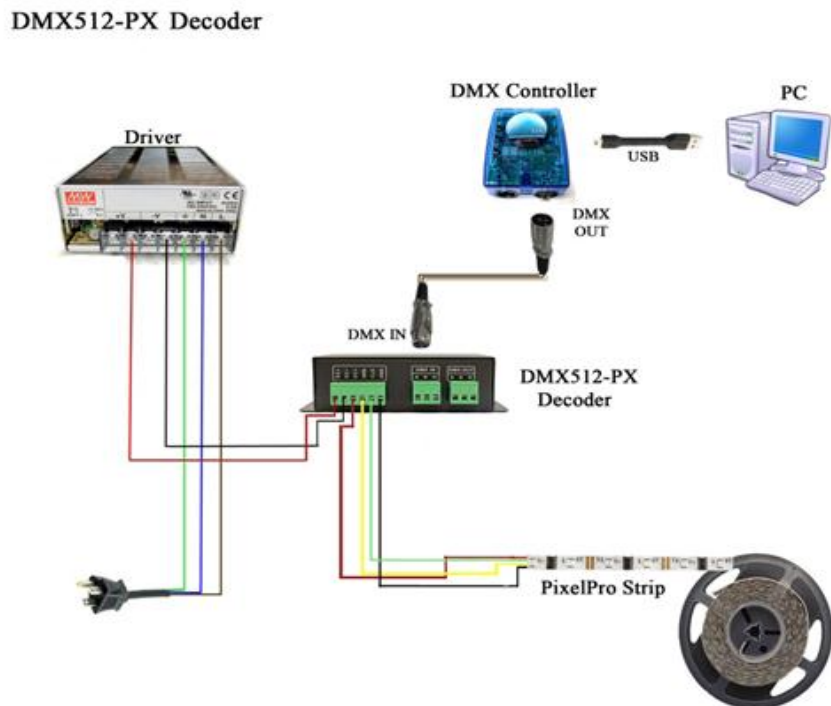 DMX512-PX Decoder
DMX Controller
PC
Driver
USB
DMX
OUT
+V
-V
DMX IN
DMX512-PX
Decoder
PixelPro Strip